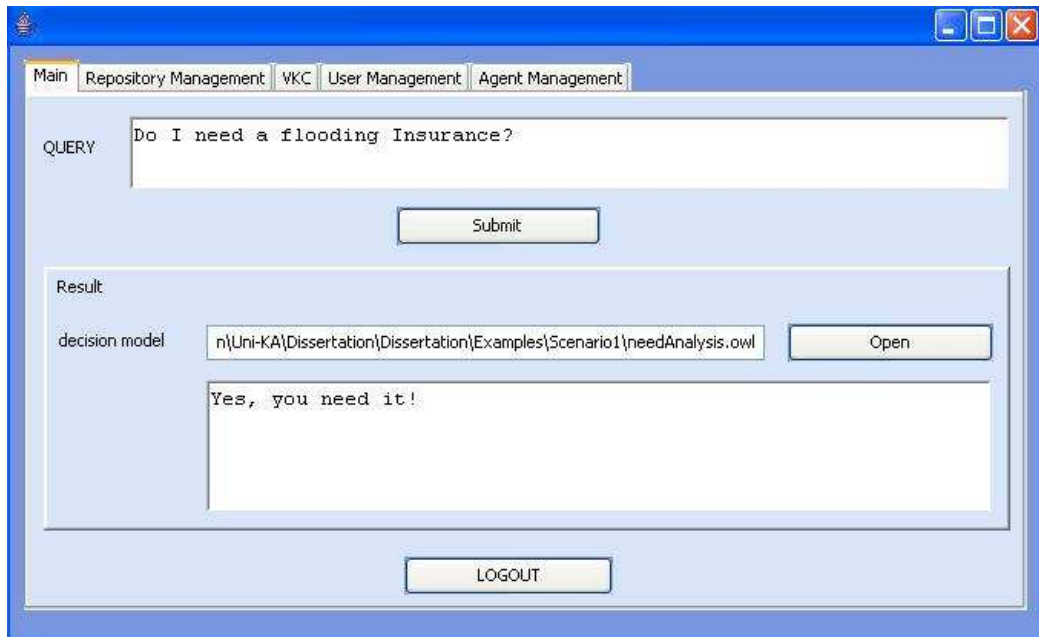 Main Repository Management VKC User Management Agent Management
QUERY Do I need a flooding Insurance?
Submit
Result
decision model n\Uni-KA\Dissertation\Dissertation\Examples\Scenario1\needAnalysis.owl Open
Yes, you need it!
LOGOUT